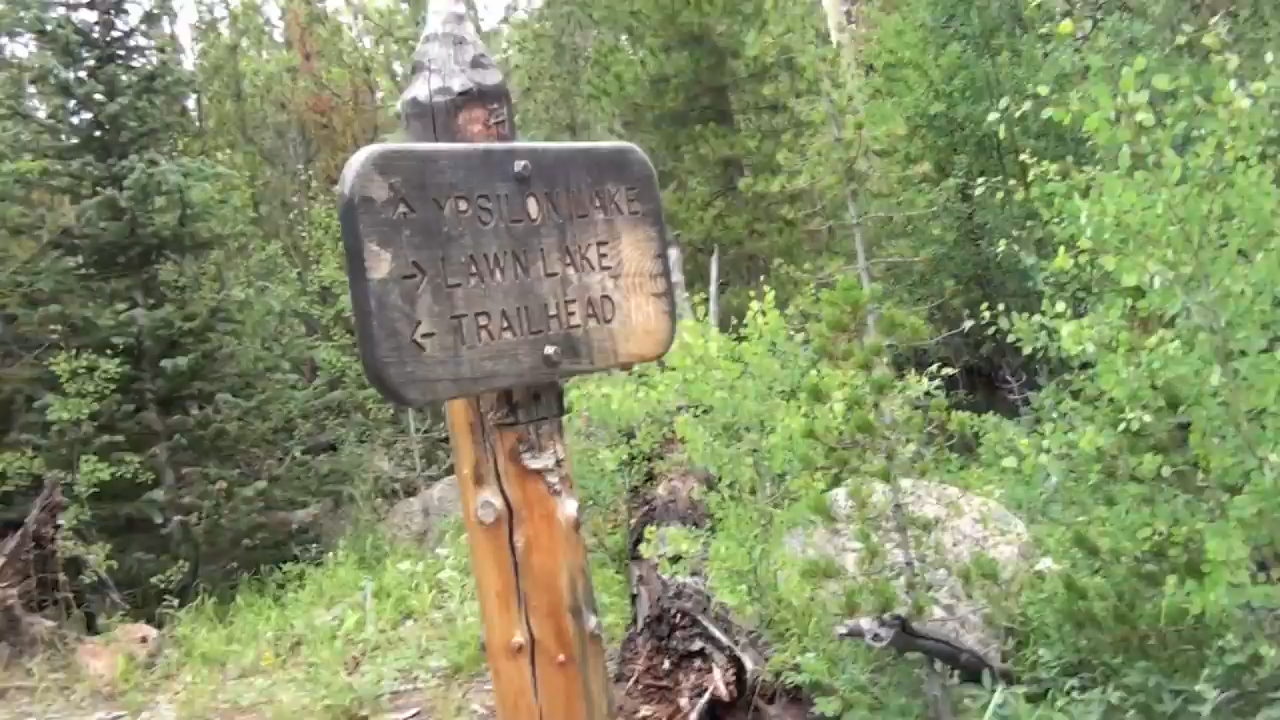 ^ YPSILON LAKE
→ LAWN LAKE
← TRAILHEAD